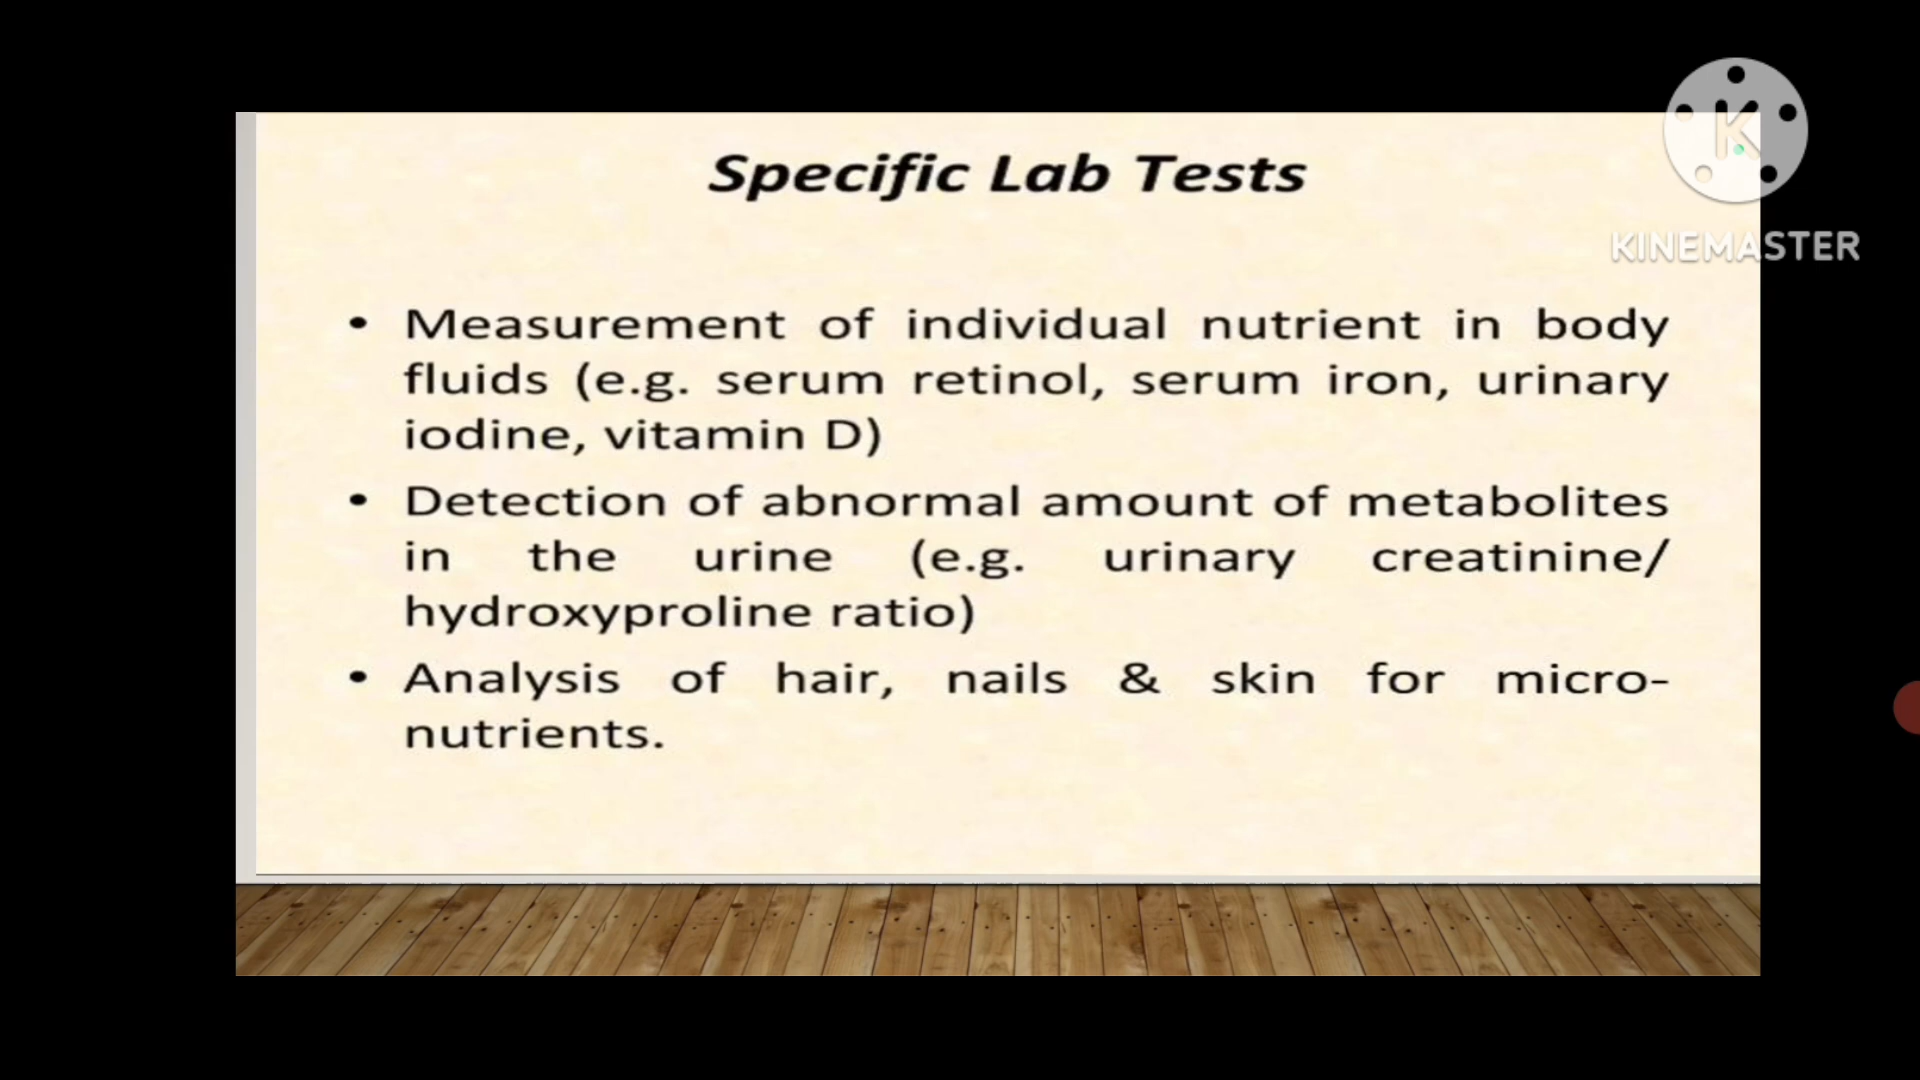 Specific Lab Tests
K
KINEMASTER
• Measurement of individual nutrient in body
fluids (e.g. serum retinol, serum iron, urinary
iodine, vitamin D)
• Detection of abnormal amount of metabolites
in the urine (e.g. urinary creatinine/
hydroxyproline ratio)
• Analysis of hair, nails & skin for micro-
nutrients.